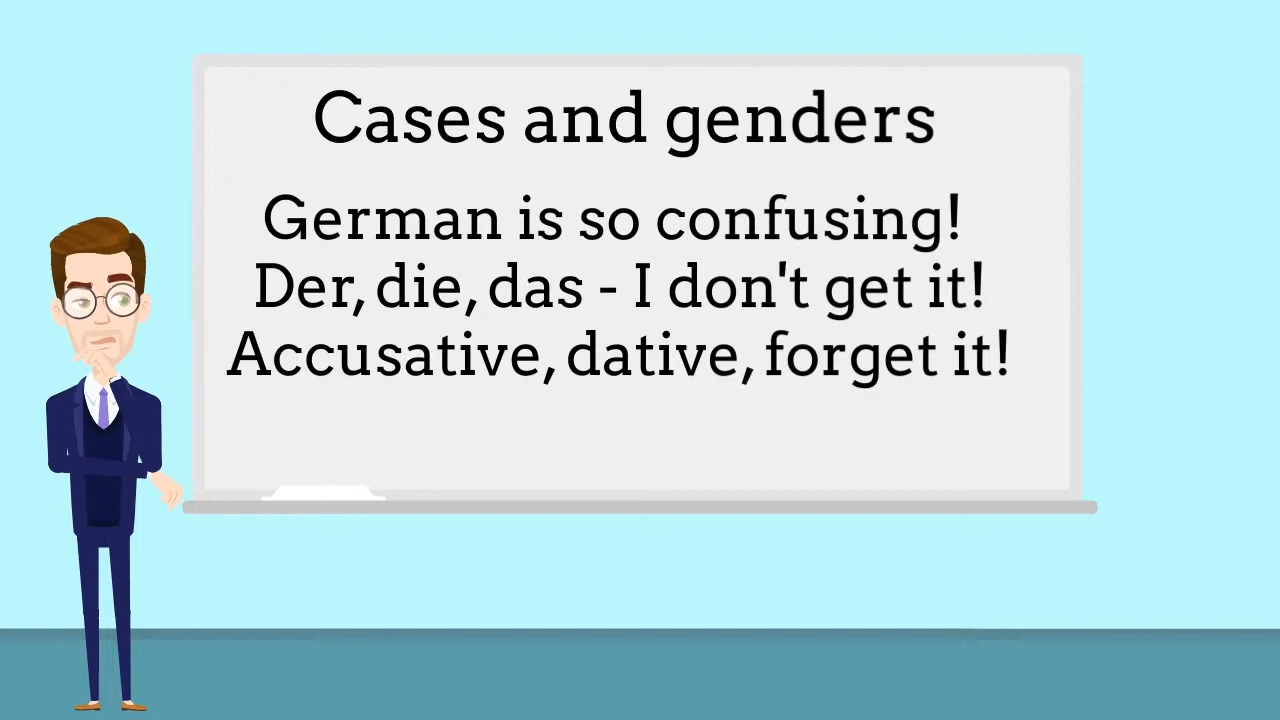 Cases and genders
German is so confusing!
Der, die, das - I don't get it!
Accusative, dative, forget it!